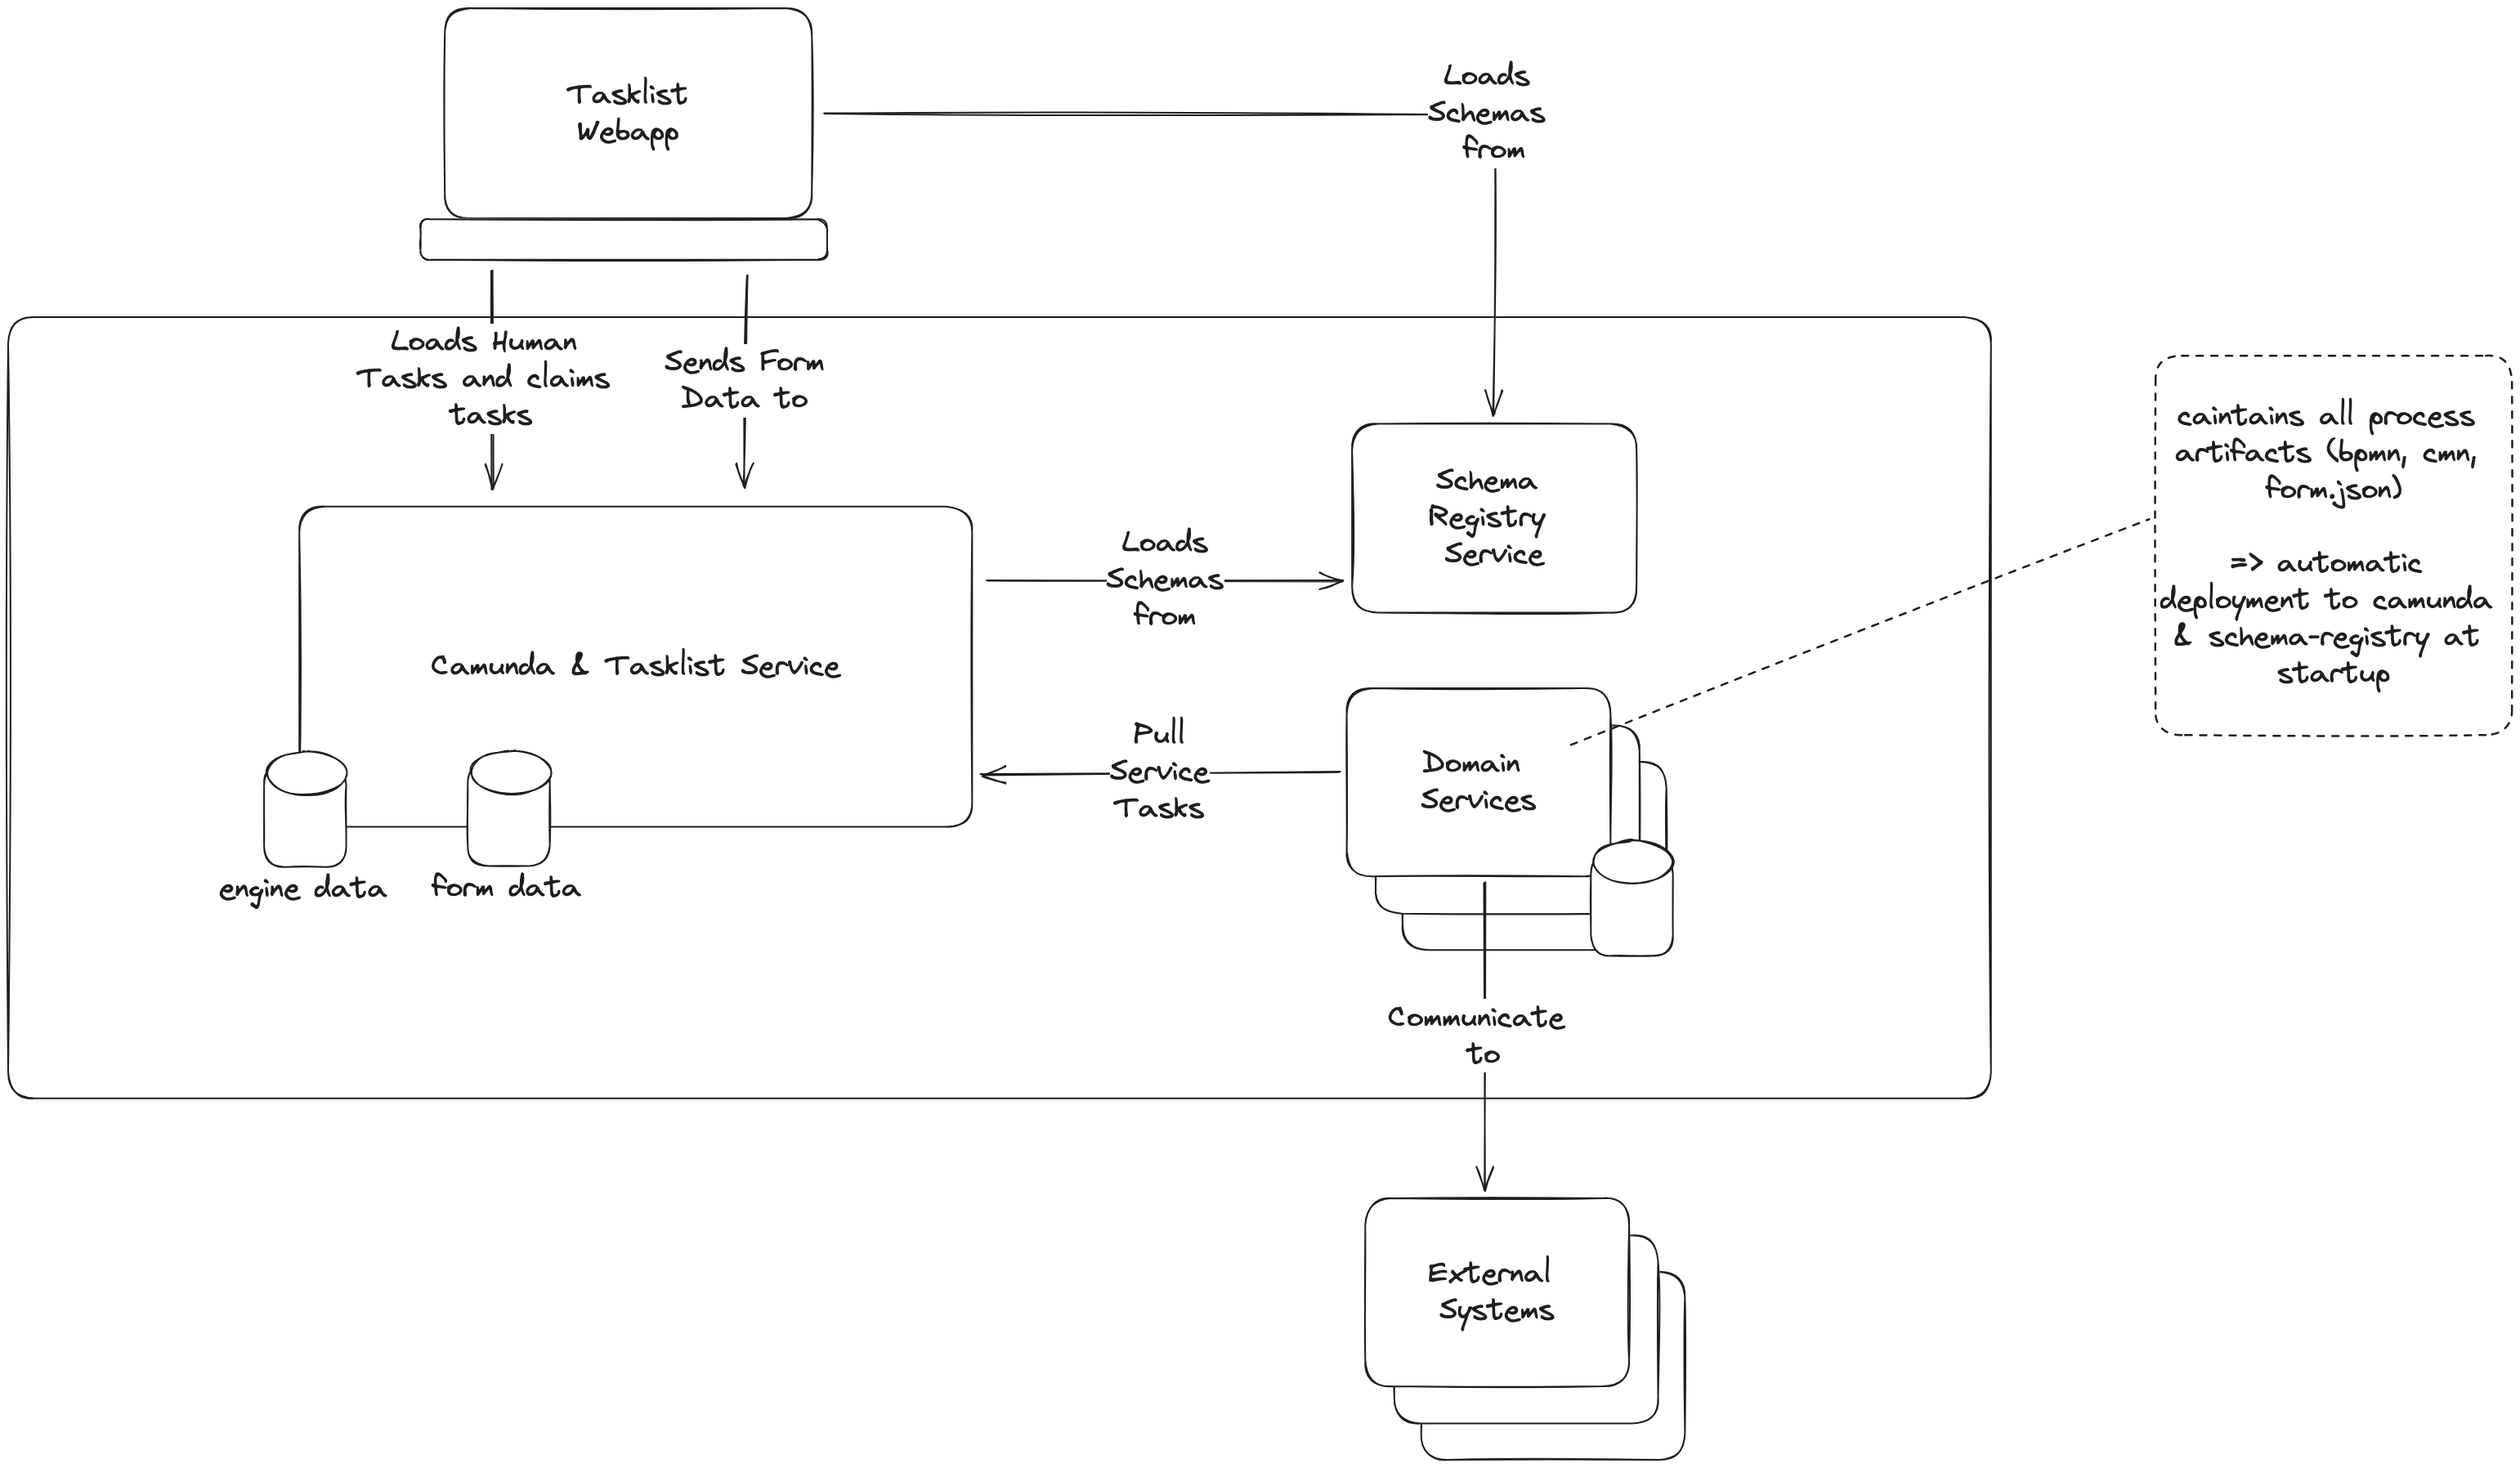 Tasklist
Webapp
Loads
Schemas
from
Loads Human
Tasks and claims
tasks
Sends Form
Data to
caintains all process
artifacts (bpmn, cmn,
form.json)
=> automatic
deployment to camunda
& schema-registry at
startup
Schema
Registry
Service
Loads
Schemas
from
Camunda & Tasklist Service
Pull
Service
Tasks
Domain
Services
engine data
form data
Communicate
to
External
Systems